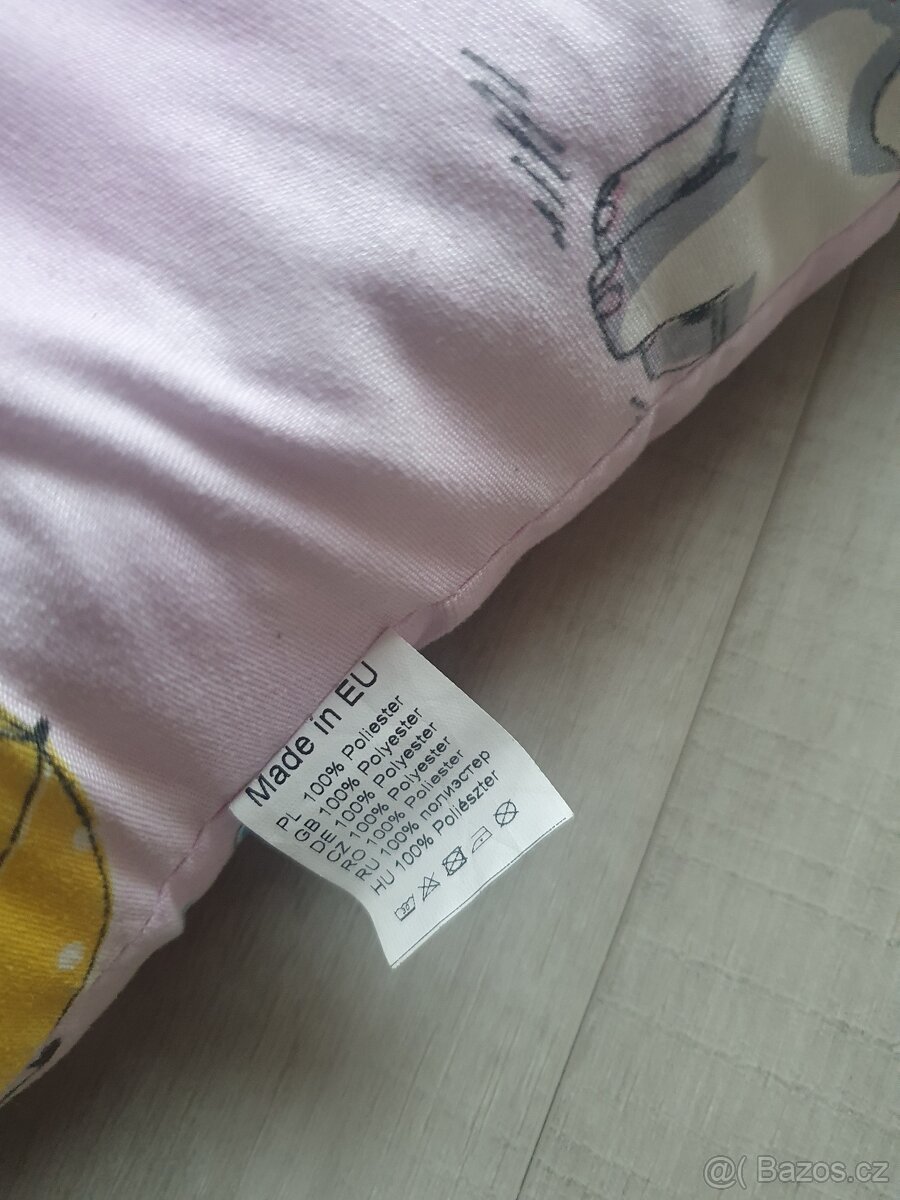 Made in EU
PL 100% Poliester
GB 100% Polyester
DE 100% Polyester
CZ 100% Polyester
RO 100% Poliester
RU 100% полиэстер
HU 100% Poliészter
@( Bazos.cz